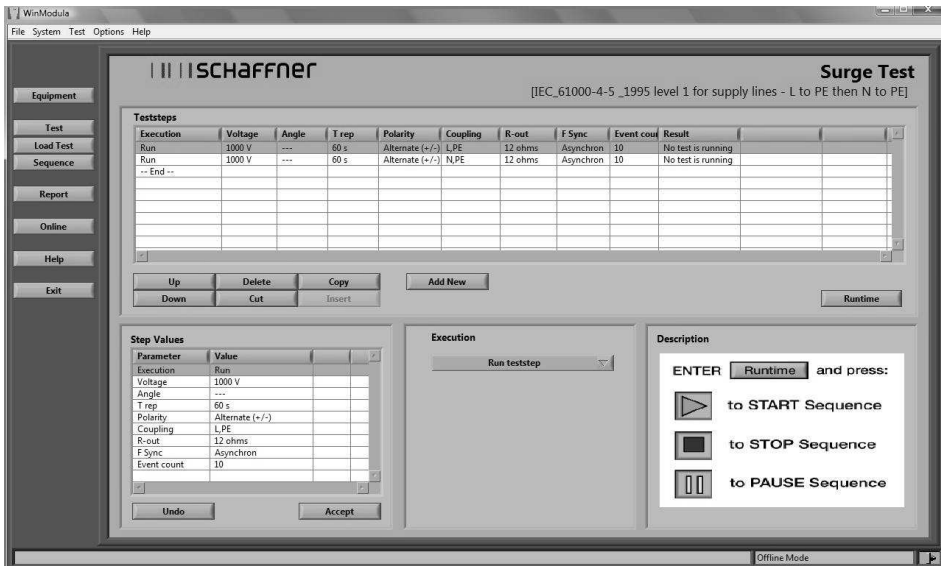 WinModula
File System Test Options Help
SCHAFFNER
Surge Test
[IEC_61000-4-5 _1995 level 1 for supply lines - L to PE then N to PE]
Equipment
Test
Load Test
Sequence
Report
Online
Help
Exit
Teststeps
Execution Voltage Angle T rep Polarity Coupling R-out F Sync Event coun Result
Run 1000 V --- 60 s Alternate (+/-) L,PE 12 ohms Asynchron 10 No test is running
Run 1000 V --- 60 s Alternate (+/-) N,PE 12 ohms Asynchron 10 No test is running
-- End --
Up Delete Copy Add New
Down Cut Insert Runtime
Step Values
Parameter Value
Execution Run
Voltage 1000 V
Angle ---
T rep 60 s
Polarity Alternate (+/-)
Coupling L,PE
R-out 12 ohms
F Sync Asynchron
Event count 10
Undo Accept
Execution
Run teststep
Description
ENTER Runtime and press:
to START Sequence
to STOP Sequence
to PAUSE Sequence
Offline Mode